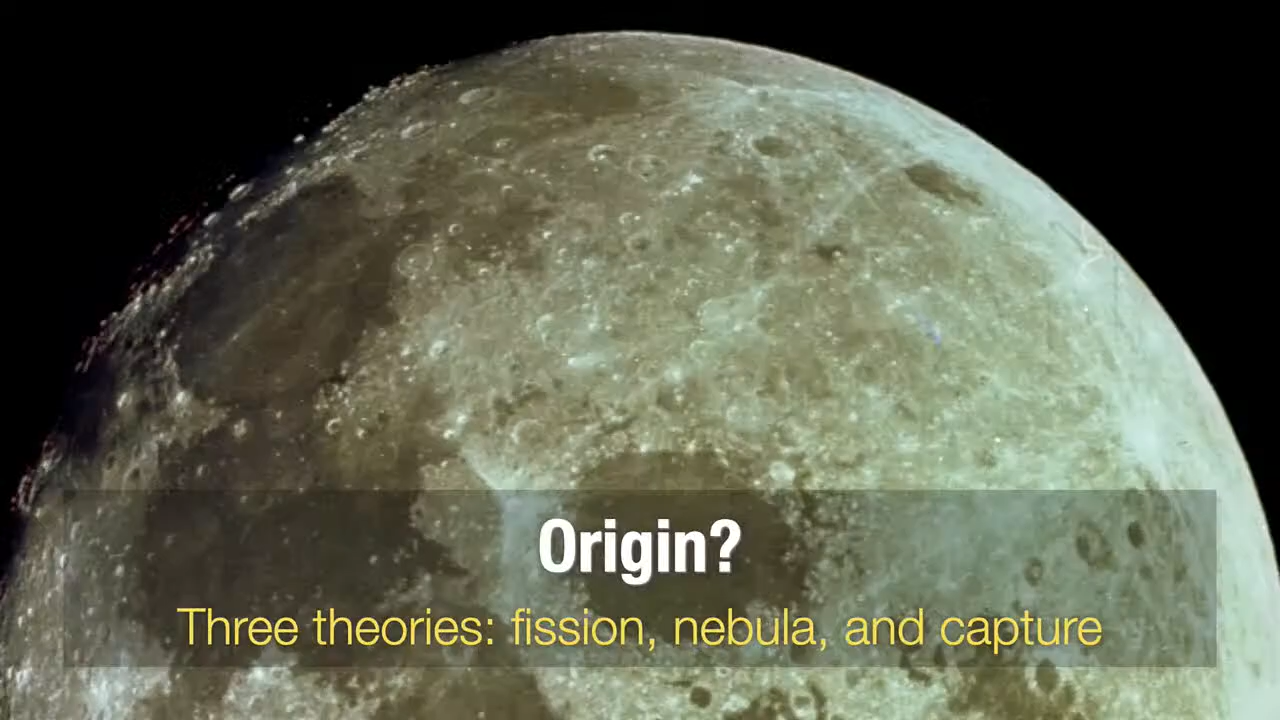 Origin?
Three theories: fission, nebula, and capture